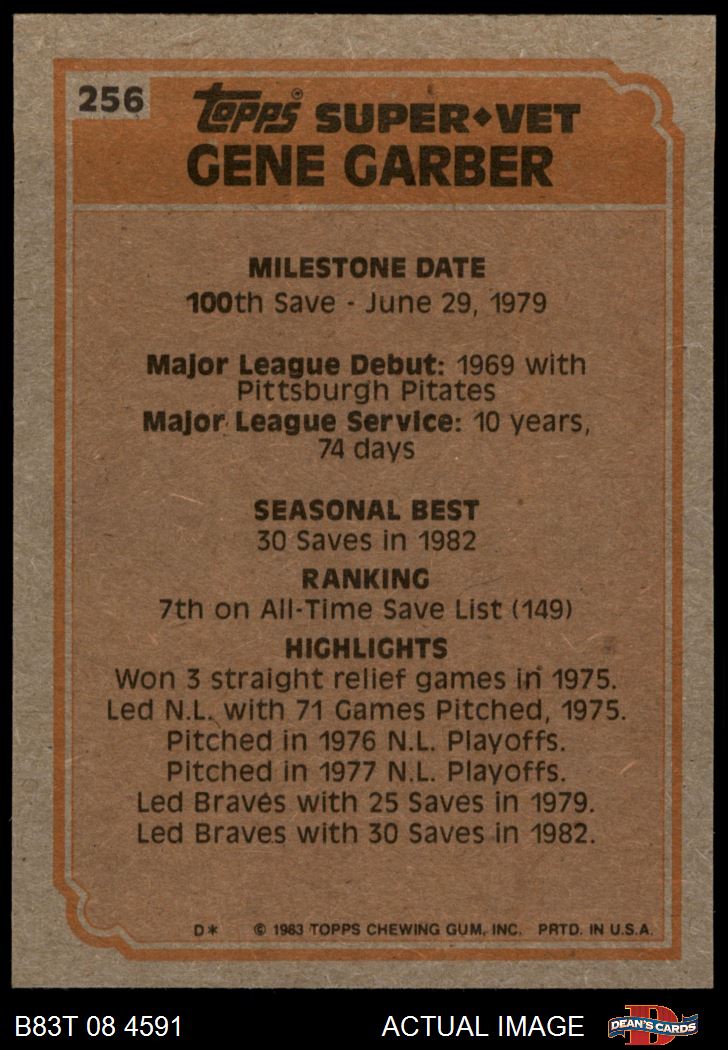 256
Topps® SUPER◆VET
GENE GARBER
MILESTONE DATE
100th Save - June 29, 1979
Major League Debut: 1969 with
Pittsburgh Pitates
Major League Service: 10 years,
74 days
SEASONAL BEST
30 Saves in 1982
RANKING
7th on All-Time Save List (149)
HIGHLIGHTS
Won 3 straight relief games in 1975.
Led N.L. with 71 Games Pitched, 1975.
Pitched in 1976 N.L. Playoffs.
Pitched in 1977 N.L. Playoffs.
Led Braves with 25 Saves in 1979.
Led Braves with 30 Saves in 1982.
D* © 1983 TOPPS CHEWING GUM, INC. PRTD. IN U.S.A.
B83T 08 4591 ACTUAL IMAGE D DEAN'S CARDS